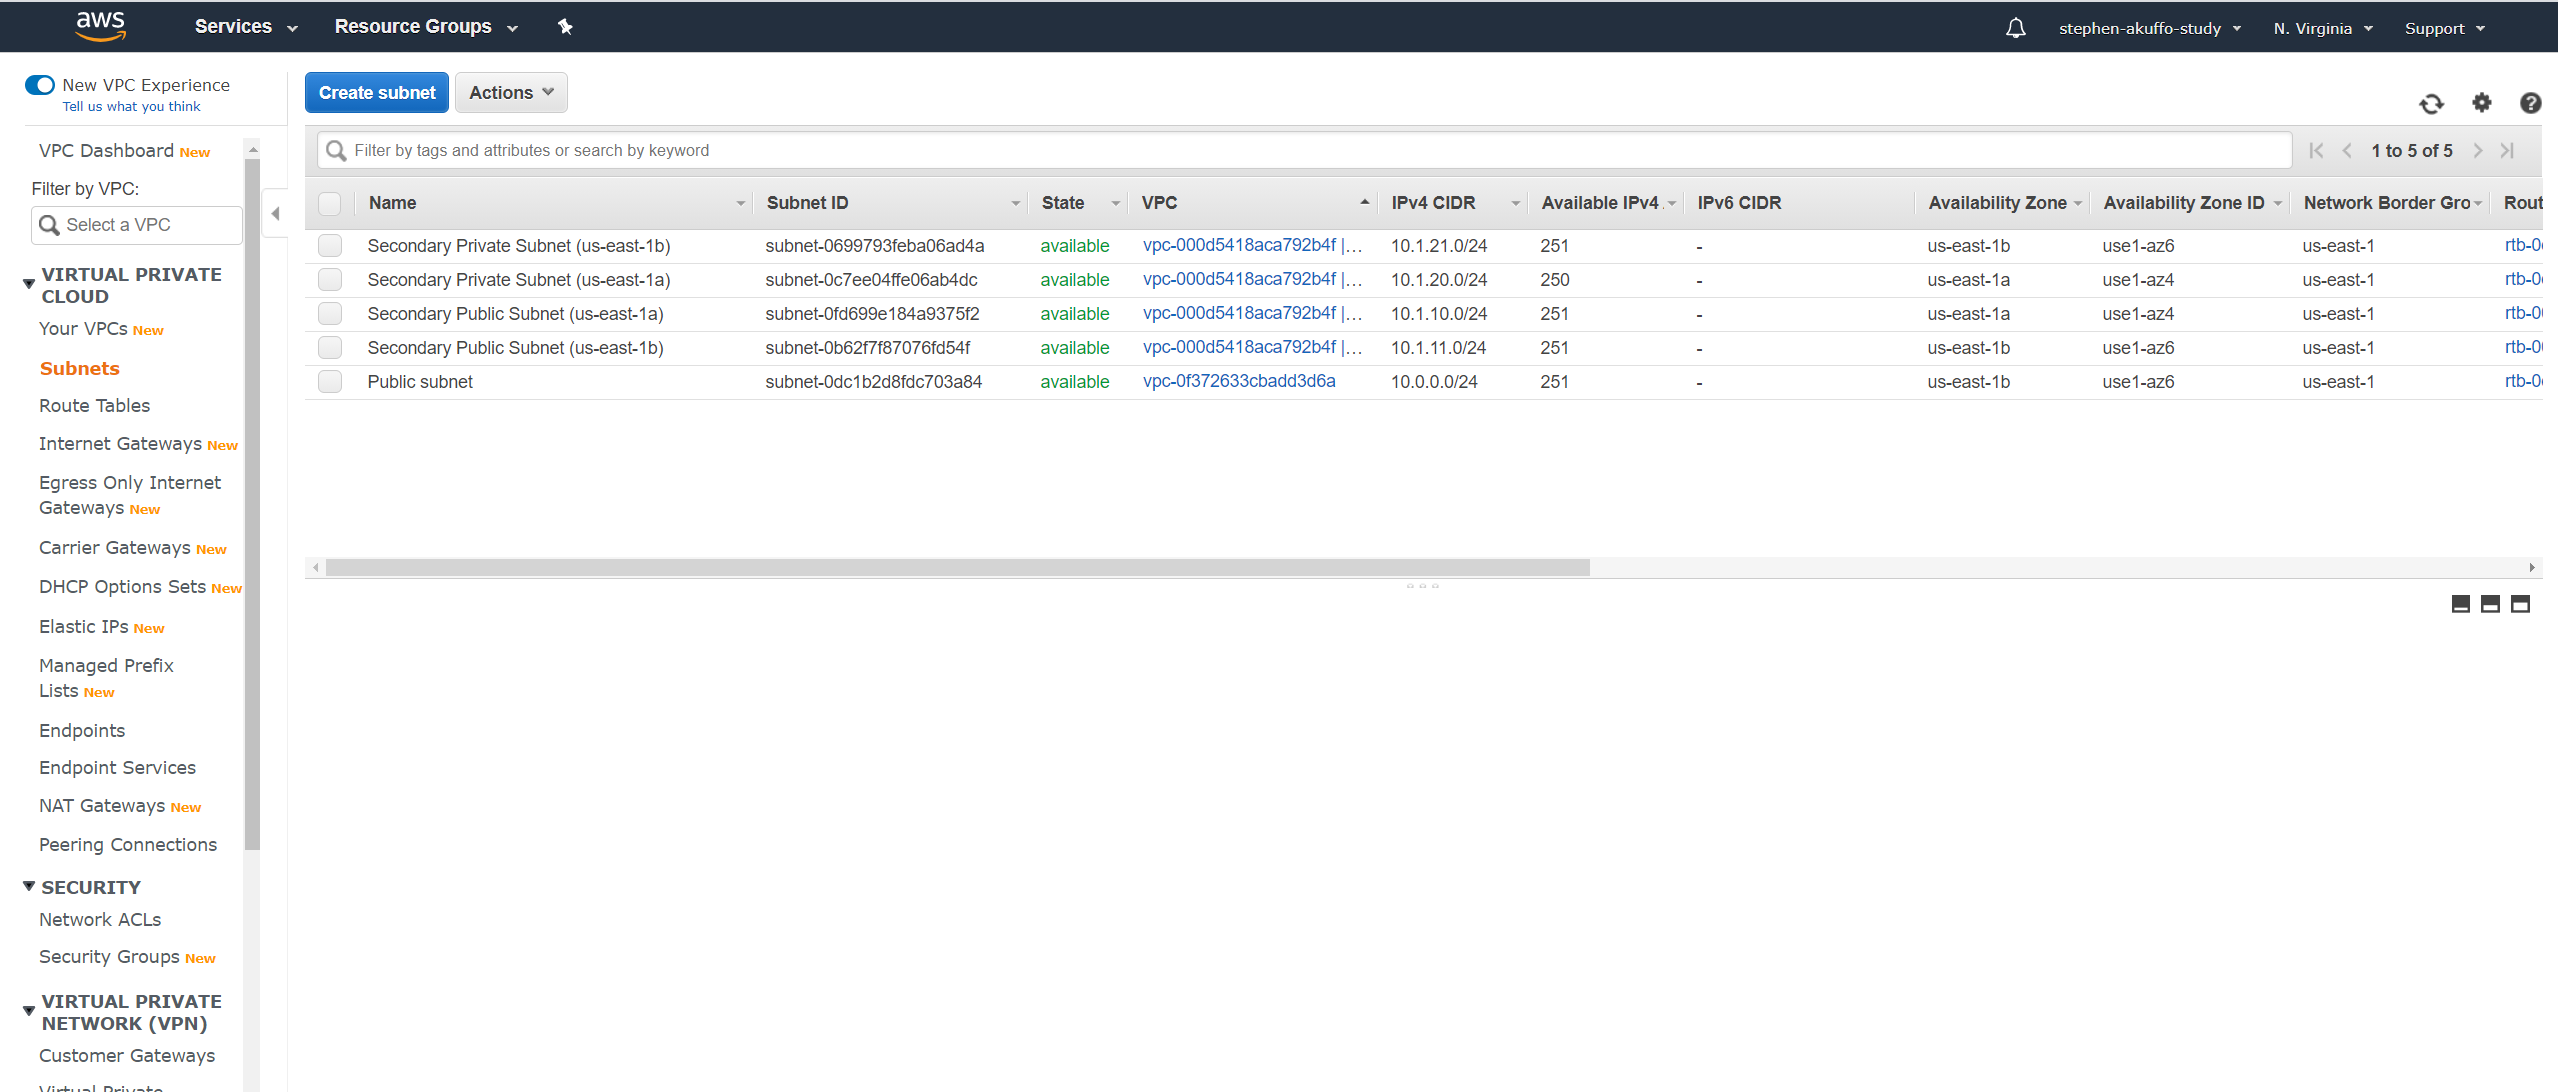 aws Services Resource Groups stephen-akuffo-study N. Virginia Support
New VPC Experience
Tell us what you think
VPC Dashboard New
Filter by VPC:
Select a VPC
VIRTUAL PRIVATE
CLOUD
Your VPCs New
Subnets
Route Tables
Internet Gateways New
Egress Only Internet
Gateways New
Carrier Gateways New
DHCP Options Sets New
Elastic IPs New
Managed Prefix
Lists New
Endpoints
Endpoint Services
NAT Gateways New
Peering Connections
SECURITY
Network ACLs
Security Groups New
VIRTUAL PRIVATE
NETWORK (VPN)
Customer Gateways
Virtual Private
Create subnet Actions
Filter by tags and attributes or search by keyword 1 to 5 of 5
Name Subnet ID State VPC IPv4 CIDR Available IPv4 IPv6 CIDR Availability Zone Availability Zone ID Network Border Gro Rout
Secondary Private Subnet (us-east-1b) subnet-0699793feba06ad4a available vpc-000d5418aca792b4f |... 10.1.21.0/24 251 - us-east-1b use1-az6 us-east-1 rtb-0
Secondary Private Subnet (us-east-1a) subnet-0c7ee04ffe06ab4dc available vpc-000d5418aca792b4f |... 10.1.20.0/24 250 - us-east-1a use1-az4 us-east-1 rtb-0
Secondary Public Subnet (us-east-1a) subnet-0fd699e184a9375f2 available vpc-000d5418aca792b4f |... 10.1.10.0/24 251 - us-east-1a use1-az4 us-east-1 rtb-0
Secondary Public Subnet (us-east-1b) subnet-0b62f7f87076fd54f available vpc-000d5418aca792b4f |... 10.1.11.0/24 251 - us-east-1b use1-az6 us-east-1 rtb-0
Public subnet subnet-0dc1b2d8fdc703a84 available vpc-0f372633cbadd3d6a 10.0.0.0/24 251 - us-east-1b use1-az6 us-east-1 rtb-0